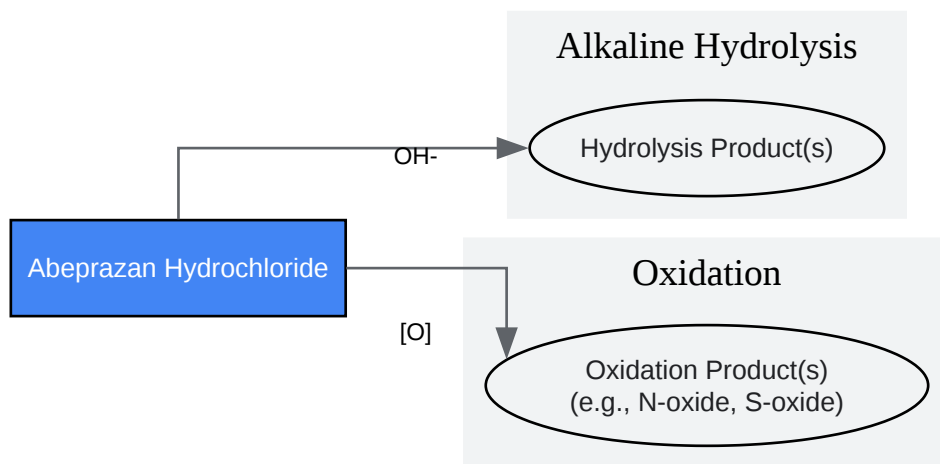 Alkaline Hydrolysis
OH-
Hydrolysis Product(s)
Abeprazan Hydrochloride
Oxidation
[O]
Oxidation Product(s)
(e.g., N-oxide, S-oxide)